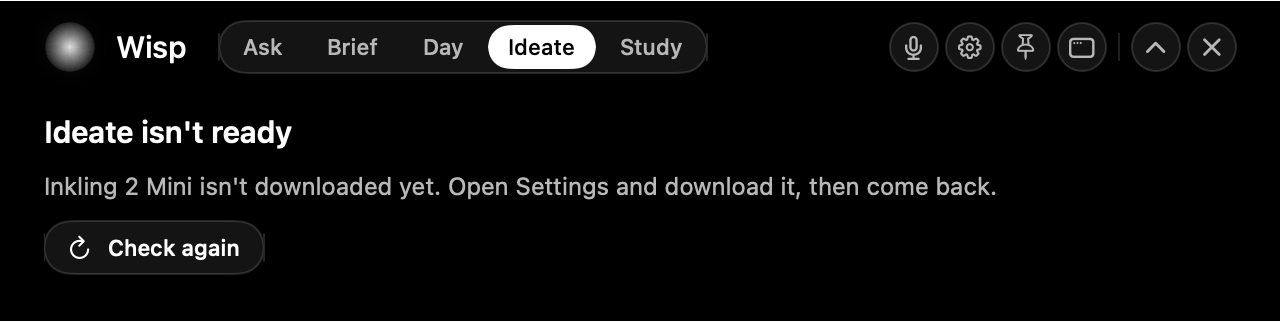 Wisp Ask Brief Day Ideate Study
Ideate isn't ready
Inkling 2 Mini isn't downloaded yet. Open Settings and download it, then come back.
Check again